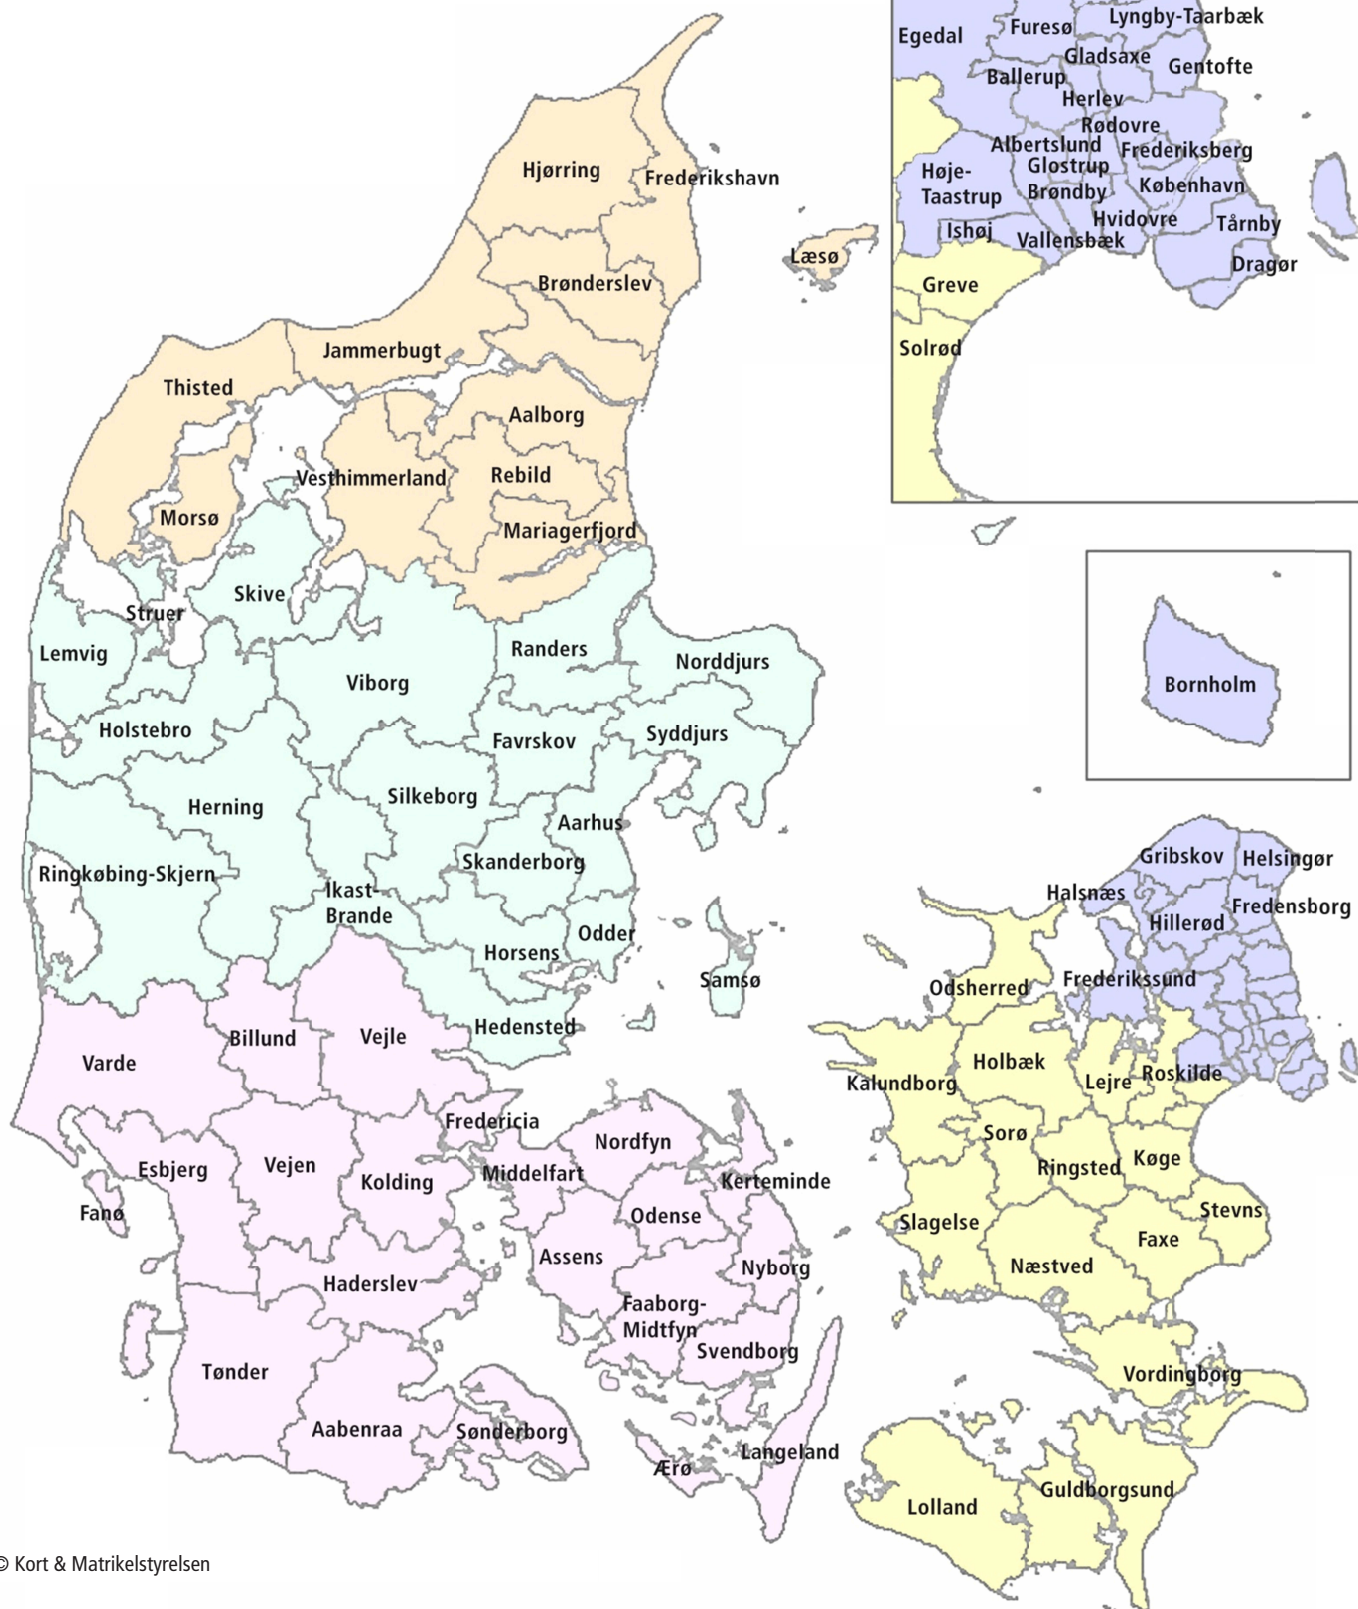 Hjørring
Frederikshavn
Læsø
Brønderslev
Jammerbugt
Thisted
Aalborg
Vesthimmerland
Rebild
Morsø
Mariagerfjord
Skive
Struer
Lemvig
Randers
Norddjurs
Viborg
Holstebro
Favrskov
Syddjurs
Silkeborg
Herning
Aarhus
Skanderborg
Ringkøbing-Skjern
Ikast-
Brande
Odder
Horsens
Samsø
Hedensted
Billund
Vejle
Varde
Fredericia
Nordfyn
Esbjerg
Vejen
Kolding
Middelfart
Kerteminde
Fanø
Odense
Assens
Nyborg
Haderslev
Faaborg-
Midtfyn
Svendborg
Tønder
Aabenraa
Sønderborg
Langeland
Ærø
Egedal
Furesø
Lyngby-Taarbæk
Gladsaxe
Gentofte
Ballerup
Herlev
Rødovre
Albertslund
Frederiksberg
Glostrup
Høje-
Taastrup
Brøndby
København
Hvidovre
Tårnby
Ishøj
Vallensbæk
Dragør
Greve
Solrød
Bornholm
Gribskov
Helsingør
Halsnæs
Fredensborg
Hillerød
Frederikssund
Odsherred
Holbæk
Roskilde
Lejre
Kalundborg
Sorø
Køge
Ringsted
Stevns
Slagelse
Faxe
Næstved
Vordingborg
Guldborgsund
Lolland
© Kort & Matrikelstyrelsen